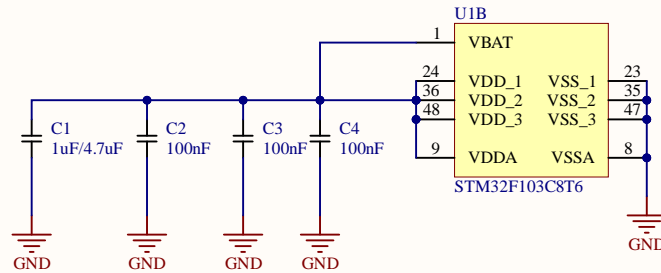 U1B
1 VBAT
24 VDD_1 VSS_1 23
36 VDD_2 VSS_2 35
48 VDD_3 VSS_3 47
9 VDDA VSSA 8
STM32F103C8T6
C1 C2 C3 C4
1uF/4.7uF 100nF 100nF 100nF
GND GND GND GND GND